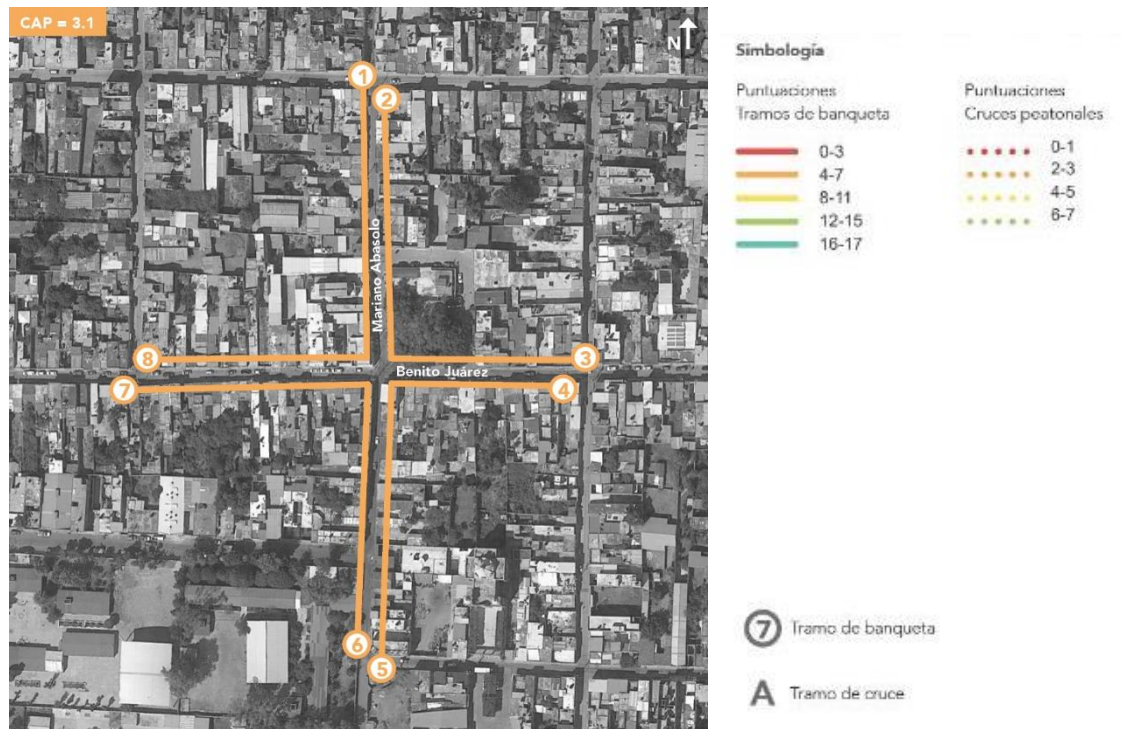 CAP = 3.1
N
1
2
Mariano Abasolo
8
3
Benito Juárez
7
4
6
5
Simbología
Puntuaciones
Tramos de banqueta
0-3
4-7
8-11
12-15
16-17
Puntuaciones
Cruces peatonales
0-1
2-3
4-5
6-7
7 Tramo de banqueta
A Tramo de cruce